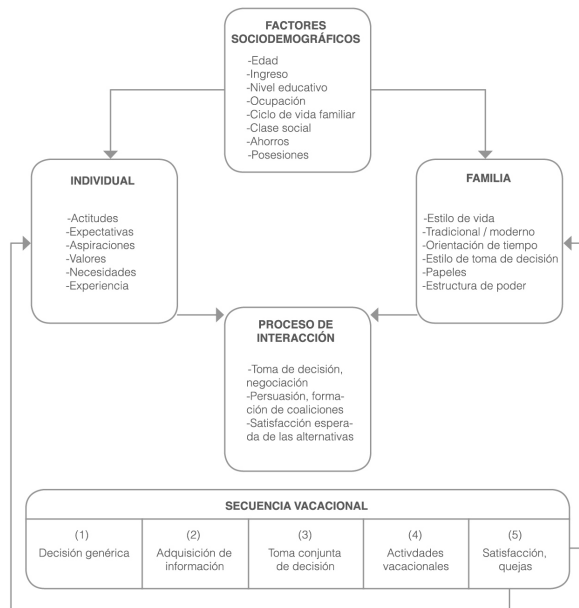 FACTORES
SOCIODEMOGRÁFICOS
-Edad
-Ingreso
-Nivel educativo
-Ocupación
-Ciclo de vida familiar
-Clase social
-Ahorros
-Posesiones
INDIVIDUAL
-Actitudes
-Expectativas
-Aspiraciones
-Valores
-Necesidades
-Experiencia
FAMILIA
-Estilo de vida
-Tradicional / moderno
-Orientación de tiempo
-Estilo de toma de decisión
-Papeles
-Estructura de poder
PROCESO DE
INTERACCIÓN
-Toma de decisión,
negociación
-Persuasión, forma-
ción de coaliciones
-Satisfacción espera-
da de las alternativas
SECUENCIA VACACIONAL
(1)
Decisión genérica
(2)
Adquisición de
información
(3)
Toma conjunta
de decisión
(4)
Activdades
vacacionales
(5)
Satisfacción,
quejas